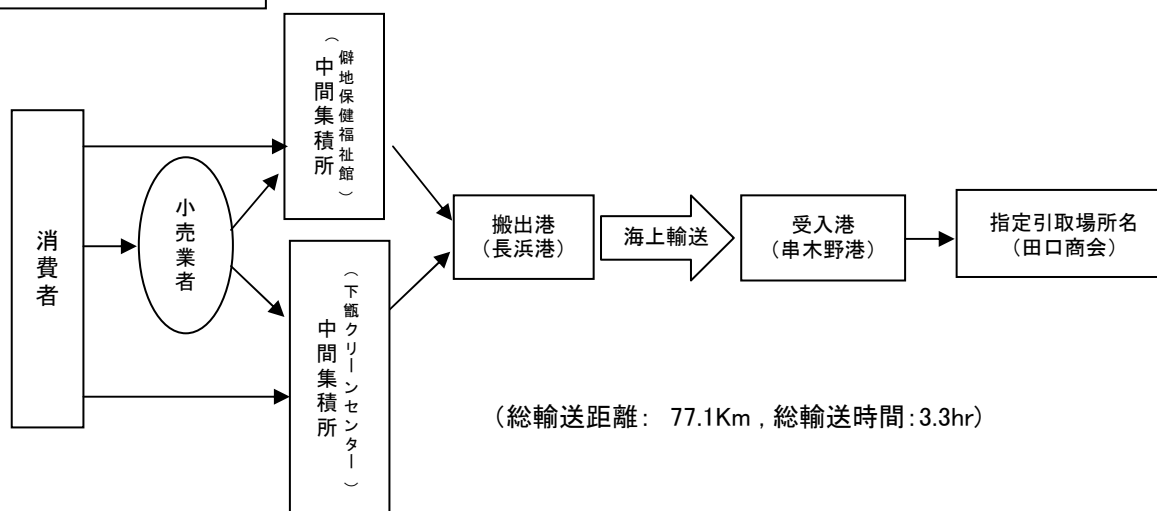 消費者
小売業者
中間集積所
（僻地保健福祉館）
中間集積所
（下甑クリーンセンター）
搬出港
（長浜港）
海上輸送
受入港
（串木野港）
指定引取場所名
（田口商会）
（総輸送距離： 77.1Km , 総輸送時間：3.3hr）